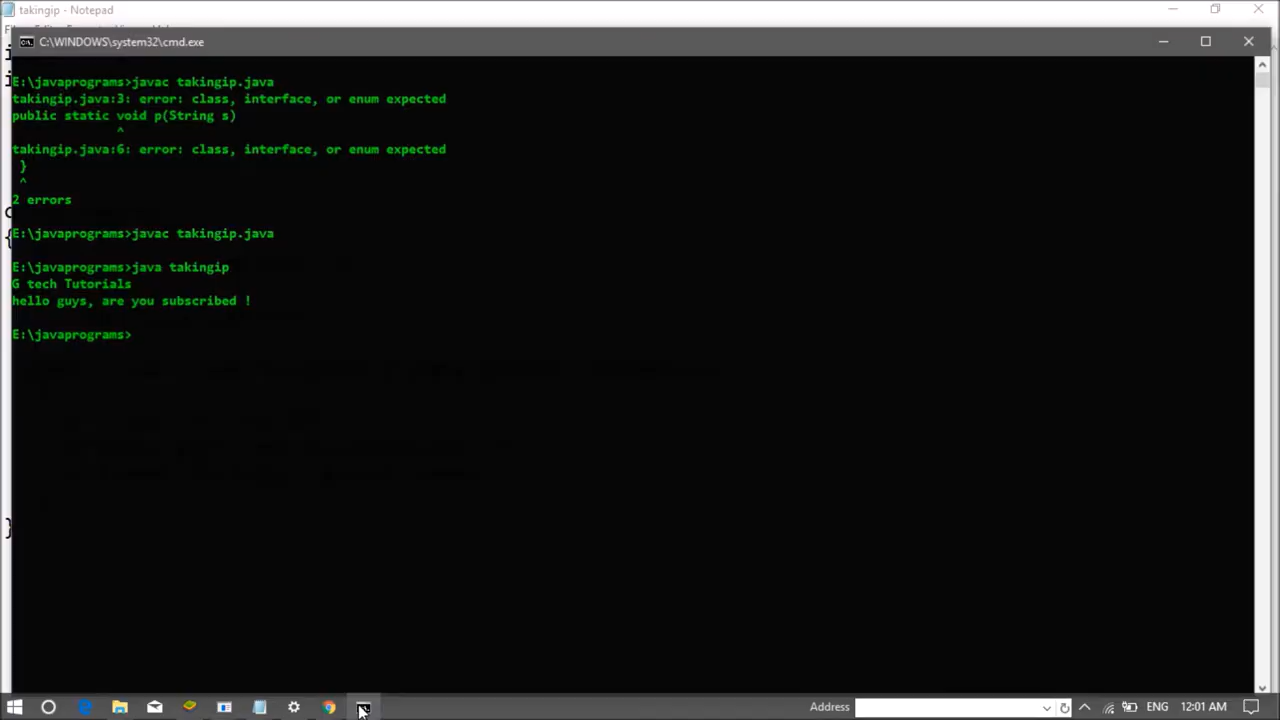 takingip - Notepad
C:\WINDOWS\system32\cmd.exe
E:\javaprograms>javac takingip.java
takingip.java:3: error: class, interface, or enum expected
public static void p(String s)
^
takingip.java:6: error: class, interface, or enum expected
}
^
2 errors
E:\javaprograms>javac takingip.java
E:\javaprograms>java takingip
G tech Tutorials
hello guys, are you subscribed !
E:\javaprograms>
}
Address
ENG
12:01 AM